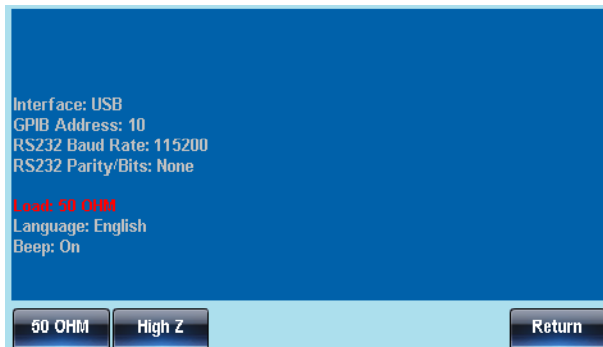 Interface: USB
GPIB Address: 10
RS232 Baud Rate: 115200
RS232 Parity/Bits: None
Load: 50 OHM
Language: English
Beep: On
50 OHM High Z Return